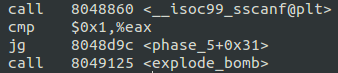 call 8048860 <__isoc99_sscanf@plt>
cmp $0x1,%eax
jg 8048d9c <phase_5+0x31>
call 8049125 <explode_bomb>